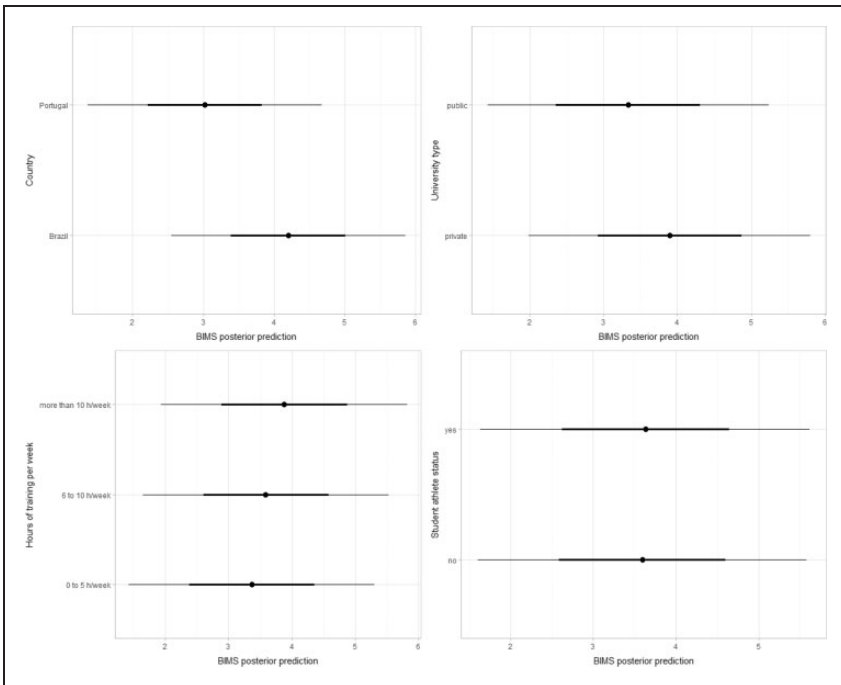 Portugal
Brazil
Country
2 3 4 5 6
BIMS posterior prediction
public
private
University type
2 3 4 5 6
BIMS posterior prediction
more than 10 h/week
6 to 10 h/week
0 to 5 h/week
Hours of training per week
2 3 4 5 6
BIMS posterior prediction
yes
no
Student athlete status
2 3 4 5
BIMS posterior prediction